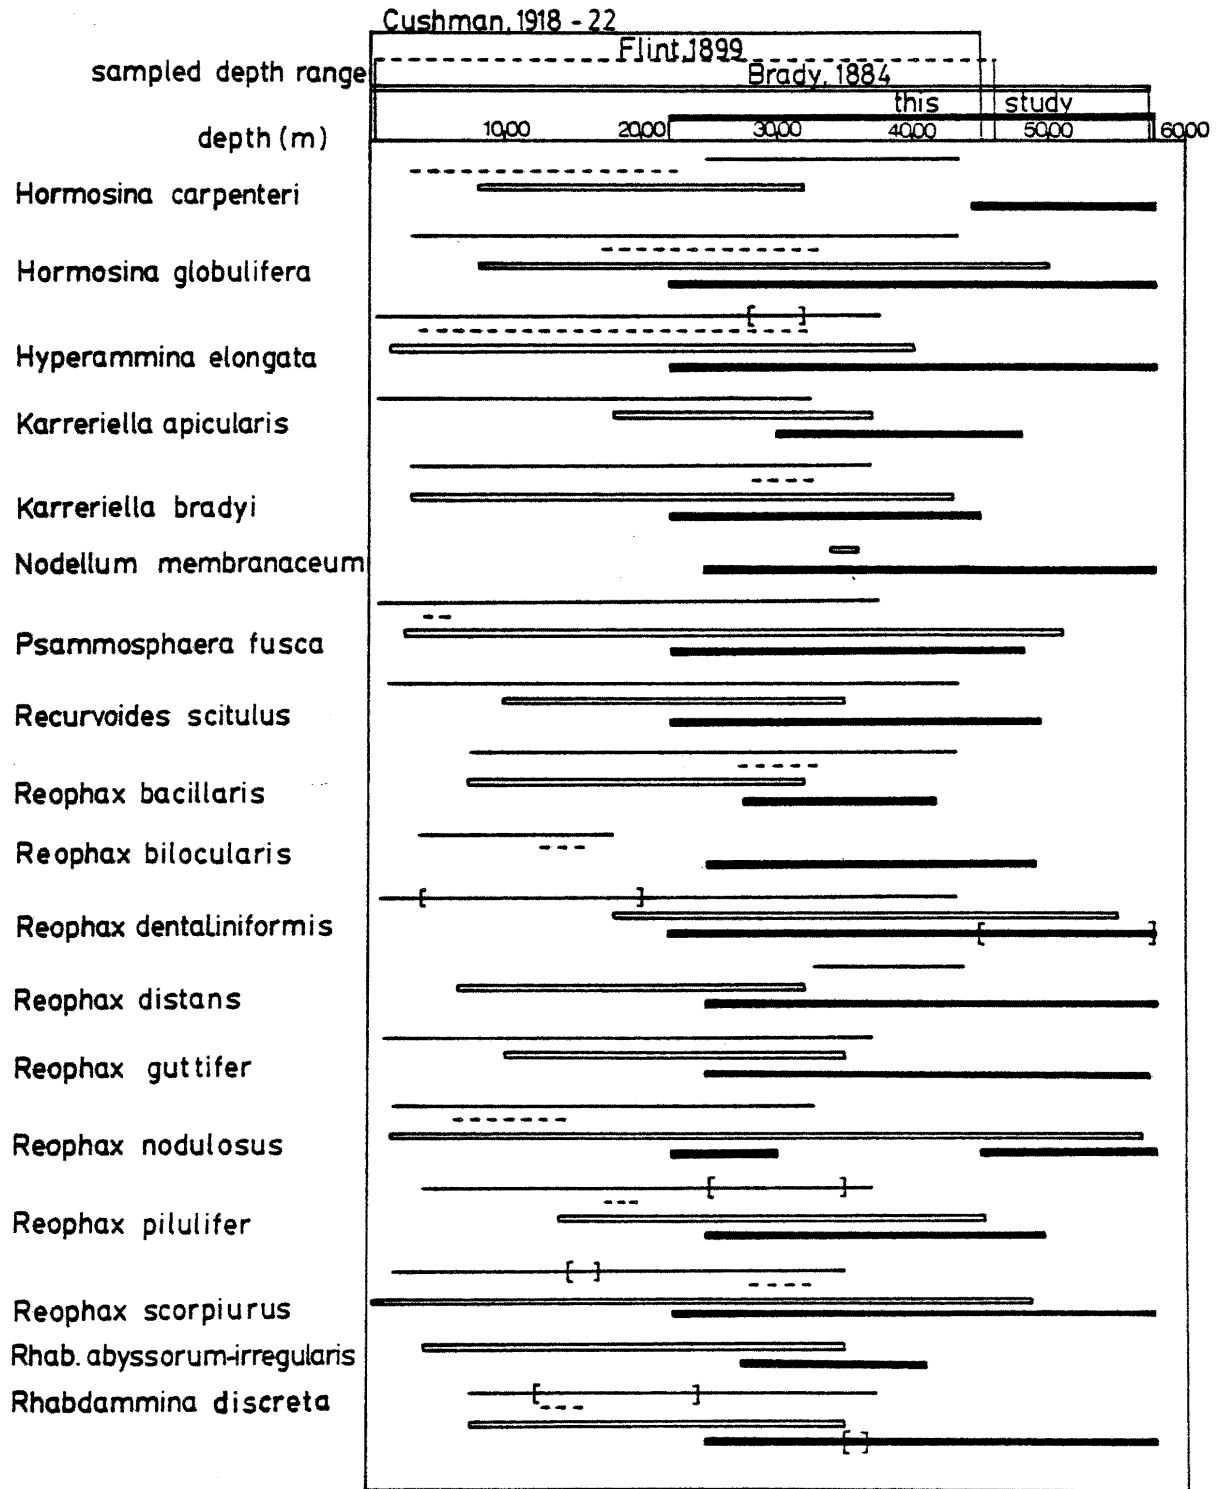 Cushman, 1918 - 22
Flint, 1899
sampled depth range
Brady, 1884
this study
depth (m)
1000 2000 3000 4000 5000 6000
Hormosina carpenteri
Hormosina globulifera
Hyperammina elongata
Karreriella apicularis
Karreriella bradyi
Nodellum membranaceum
Psammosphaera fusca
Recurvoides scitulus
Reophax bacillaris
Reophax bilocularis
Reophax dentaliniformis
Reophax distans
Reophax guttifer
Reophax nodulosus
Reophax pilulifer
Reophax scorpiurus
Rhab. abyssorum-irregularis
Rhabdammina discreta